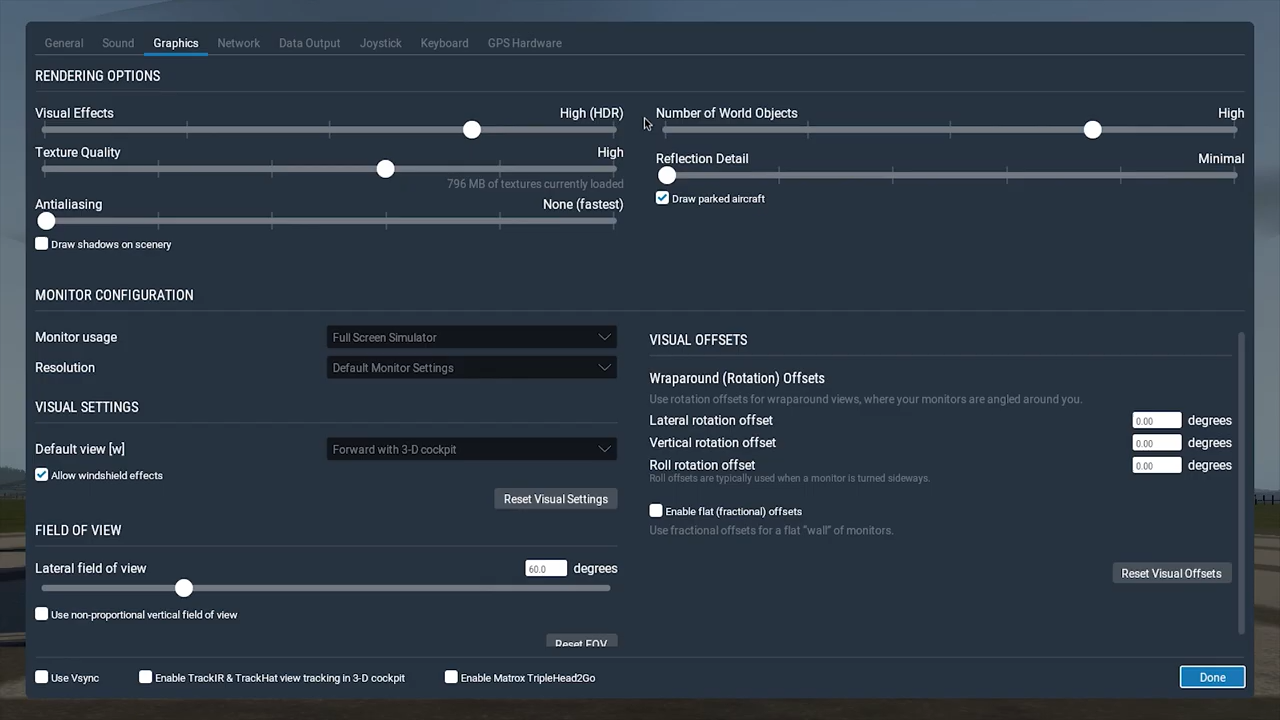 General Sound Graphics Network Data Output Joystick Keyboard GPS Hardware
RENDERING OPTIONS
Visual Effects High (HDR)
Texture Quality High
796 MB of textures currently loaded
Antialiasing None (fastest)
Draw shadows on scenery
Number of World Objects High
Reflection Detail Minimal
Draw parked aircraft
MONITOR CONFIGURATION
Monitor usage Full Screen Simulator
Resolution Default Monitor Settings
VISUAL SETTINGS
Default view [w] Forward with 3-D cockpit
Allow windshield effects
Reset Visual Settings
FIELD OF VIEW
Lateral field of view 60.0 degrees
Use non-proportional vertical field of view
Reset FOV
VISUAL OFFSETS
Wraparound (Rotation) Offsets
Use rotation offsets for wraparound views, where your monitors are angled around you.
Lateral rotation offset 0.00 degrees
Vertical rotation offset 0.00 degrees
Roll rotation offset 0.00 degrees
Roll offsets are typically used when a monitor is turned sideways.
Enable flat (fractional) offsets
Use fractional offsets for a flat “wall” of monitors.
Reset Visual Offsets
Use Vsync Enable TrackIR & TrackHat view tracking in 3-D cockpit Enable Matrox TripleHead2Go Done